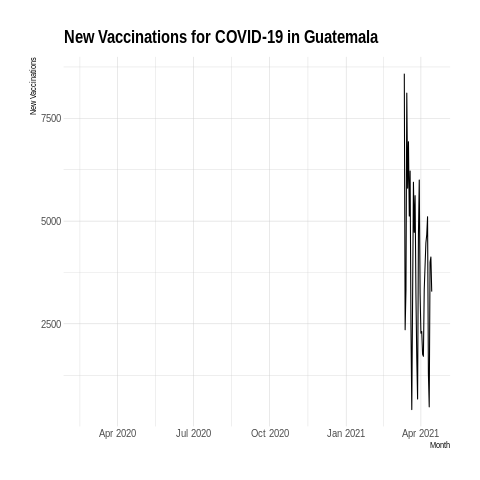 New Vaccinations for COVID-19 in Guatemala
New Vaccinations
7500
5000
2500
Apr 2020 Jul 2020 Oct 2020 Jan 2021 Apr 2021
Month